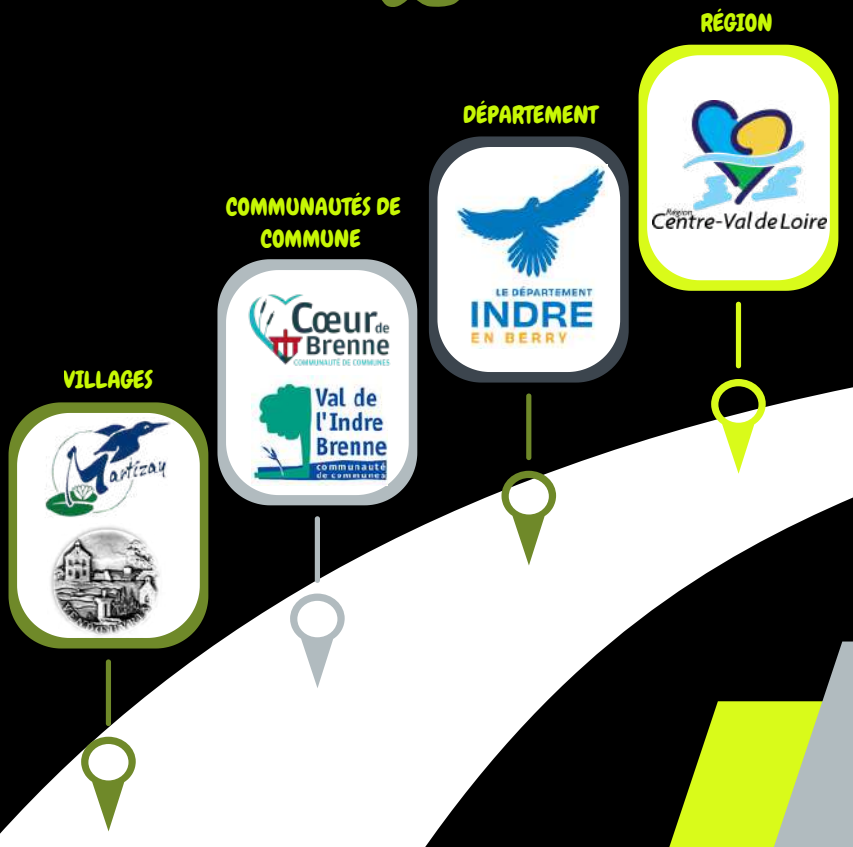 RÉGION
Région
Centre-Val de Loire
DÉPARTEMENT
LE DÉPARTEMENT
INDRE
EN BERRY
COMMUNAUTÉS DE
COMMUNE
Cœur de
Brenne
COMMUNAUTÉ DE COMMUNES
Val de
l'Indre
Brenne
communauté
de communes
VILLAGES
Martizay